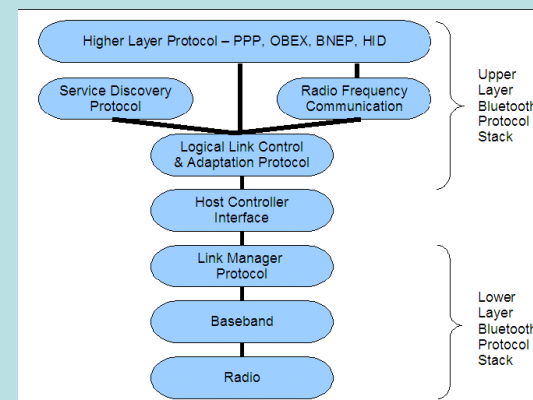 Higher Layer Protocol – PPP, OBEX, BNEP, HID
Service Discovery
Protocol
Radio Frequency
Communication
Logical Link Control
& Adaptation Protocol
Host Controller
Interface
Link Manager
Protocol
Baseband
Radio
Upper
Layer
Bluetooth
Protocol
Stack
Lower
Layer
Bluetooth
Protocol
Stack